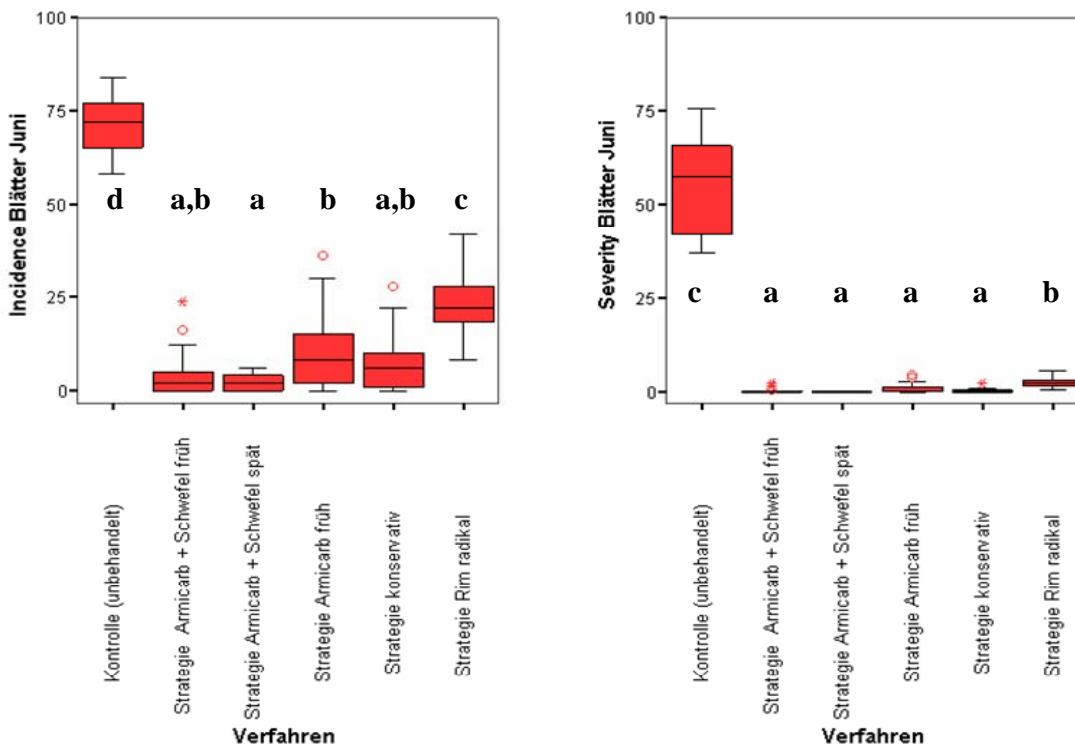 Incidence Blätter Juni
100
75
50
25
0
d
a,b
a
b
a,b
c
Kontrolle (unbehandelt)
Strategie Armicarb + Schwefel früh
Strategie Armicarb + Schwefel spät
Strategie Armicarb früh
Strategie konservativ
Strategie Rim radikal
Verfahren
Severity Blätter Juni
100
75
50
25
0
c
a
a
a
a
b
Kontrolle (unbehandelt)
Strategie Armicarb + Schwefel früh
Strategie Armicarb + Schwefel spät
Strategie Armicarb früh
Strategie konservativ
Strategie Rim radikal
Verfahren